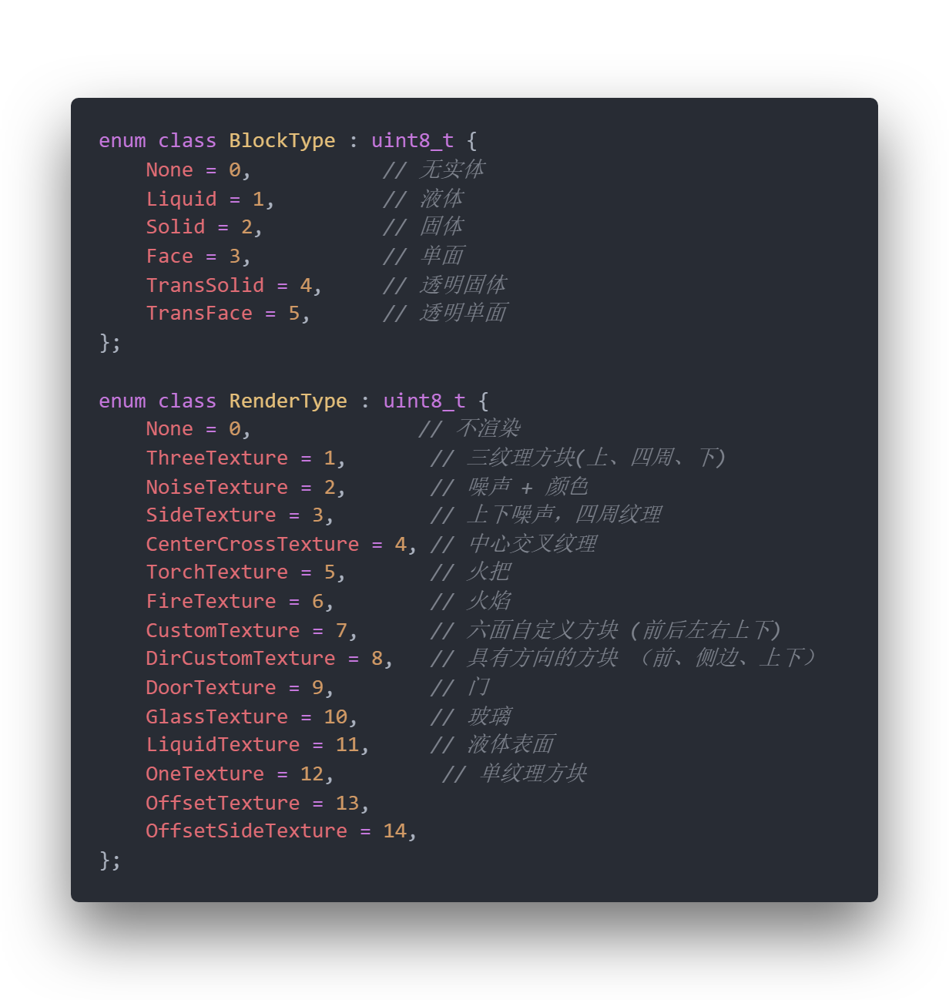 enum class BlockType : uint8_t {
    None = 0,           // 无实体
    Liquid = 1,         // 液体
    Solid = 2,          // 固体
    Face = 3,           // 单面
    TransSolid = 4,     // 透明固体
    TransFace = 5,      // 透明单面
};

enum class RenderType : uint8_t {
    None = 0,              // 不渲染
    ThreeTexture = 1,       // 三纹理方块(上、四周、下)
    NoiseTexture = 2,       // 噪声 + 颜色
    SideTexture = 3,        // 上下噪声，四周纹理
    CenterCrossTexture = 4, // 中心交叉纹理
    TorchTexture = 5,       // 火把
    FireTexture = 6,        // 火焰
    CustomTexture = 7,      // 六面自定义方块 (前后左右上下)
    DirCustomTexture = 8,   // 具有方向的方块 （前、侧边、上下）
    DoorTexture = 9,        // 门
    GlassTexture = 10,      // 玻璃
    LiquidTexture = 11,     // 液体表面
    OneTexture = 12,         // 单纹理方块
    OffsetTexture = 13,
    OffsetSideTexture = 14,
};